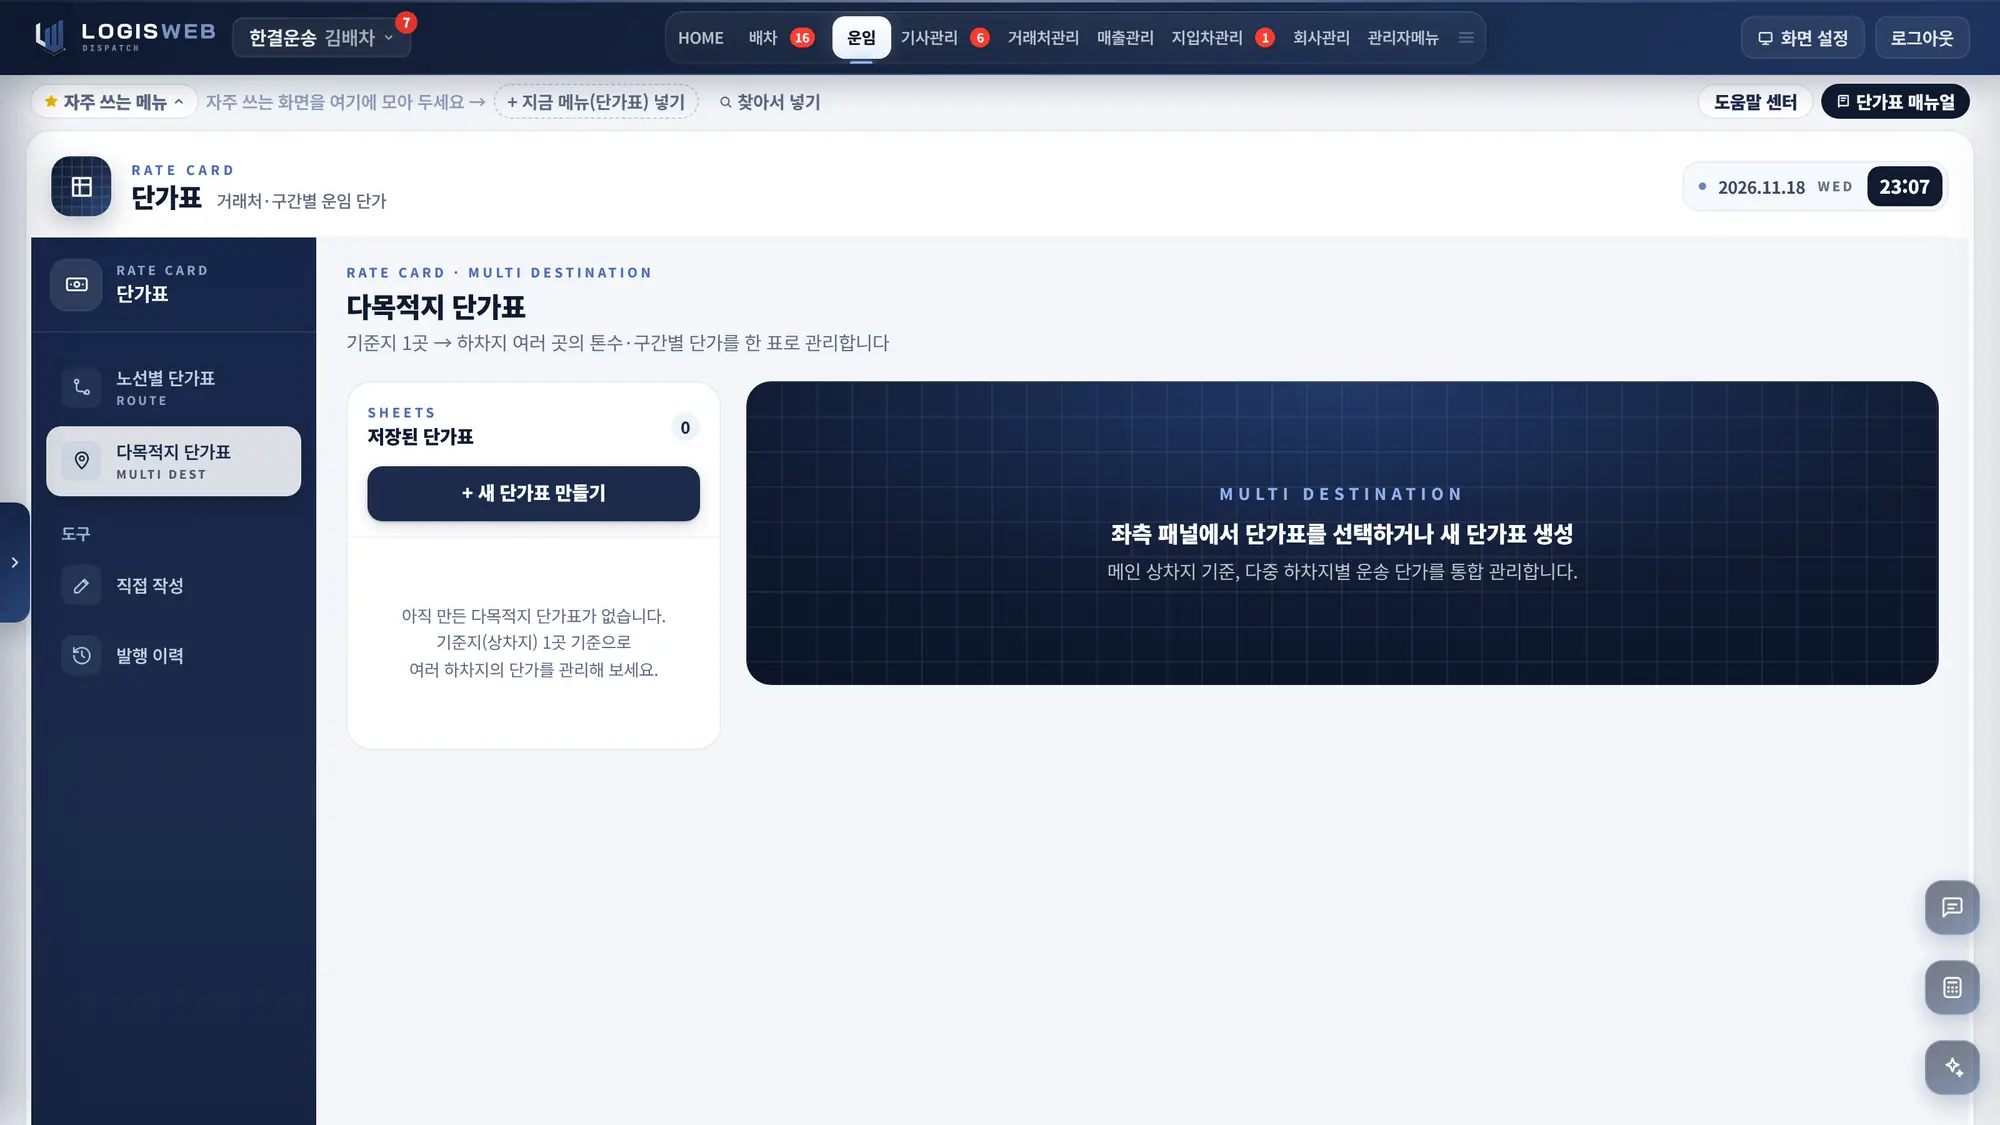 LOGISWEB
DISPATCH
한결운송 김배차
7
HOME
배차 16
운임
기사관리 6
거래처관리
매출관리
지입차관리 1
회사관리
관리자메뉴
화면 설정
로그아웃
자주 쓰는 메뉴
자주 쓰는 화면을 여기에 모아 두세요 →
+ 지금 메뉴(단가표) 넣기
찾아서 넣기
도움말 센터
단가표 매뉴얼
RATE CARD
단가표 거래처·구간별 운임 단가
2026.11.18 WED 23:07
RATE CARD
단가표
노선별 단가표
ROUTE
다목적지 단가표
MULTI DEST
도구
직접 작성
발행 이력
RATE CARD · MULTI DESTINATION
다목적지 단가표
기준지 1곳 → 하차지 여러 곳의 톤수·구간별 단가를 한 표로 관리합니다
SHEETS
저장된 단가표
0
+ 새 단가표 만들기
아직 만든 다목적지 단가표가 없습니다.
기준지(상차지) 1곳 기준으로
여러 하차지의 단가를 관리해 보세요.
MULTI DESTINATION
좌측 패널에서 단가표를 선택하거나 새 단가표 생성
메인 상차지 기준, 다중 하차지별 운송 단가를 통합 관리합니다.